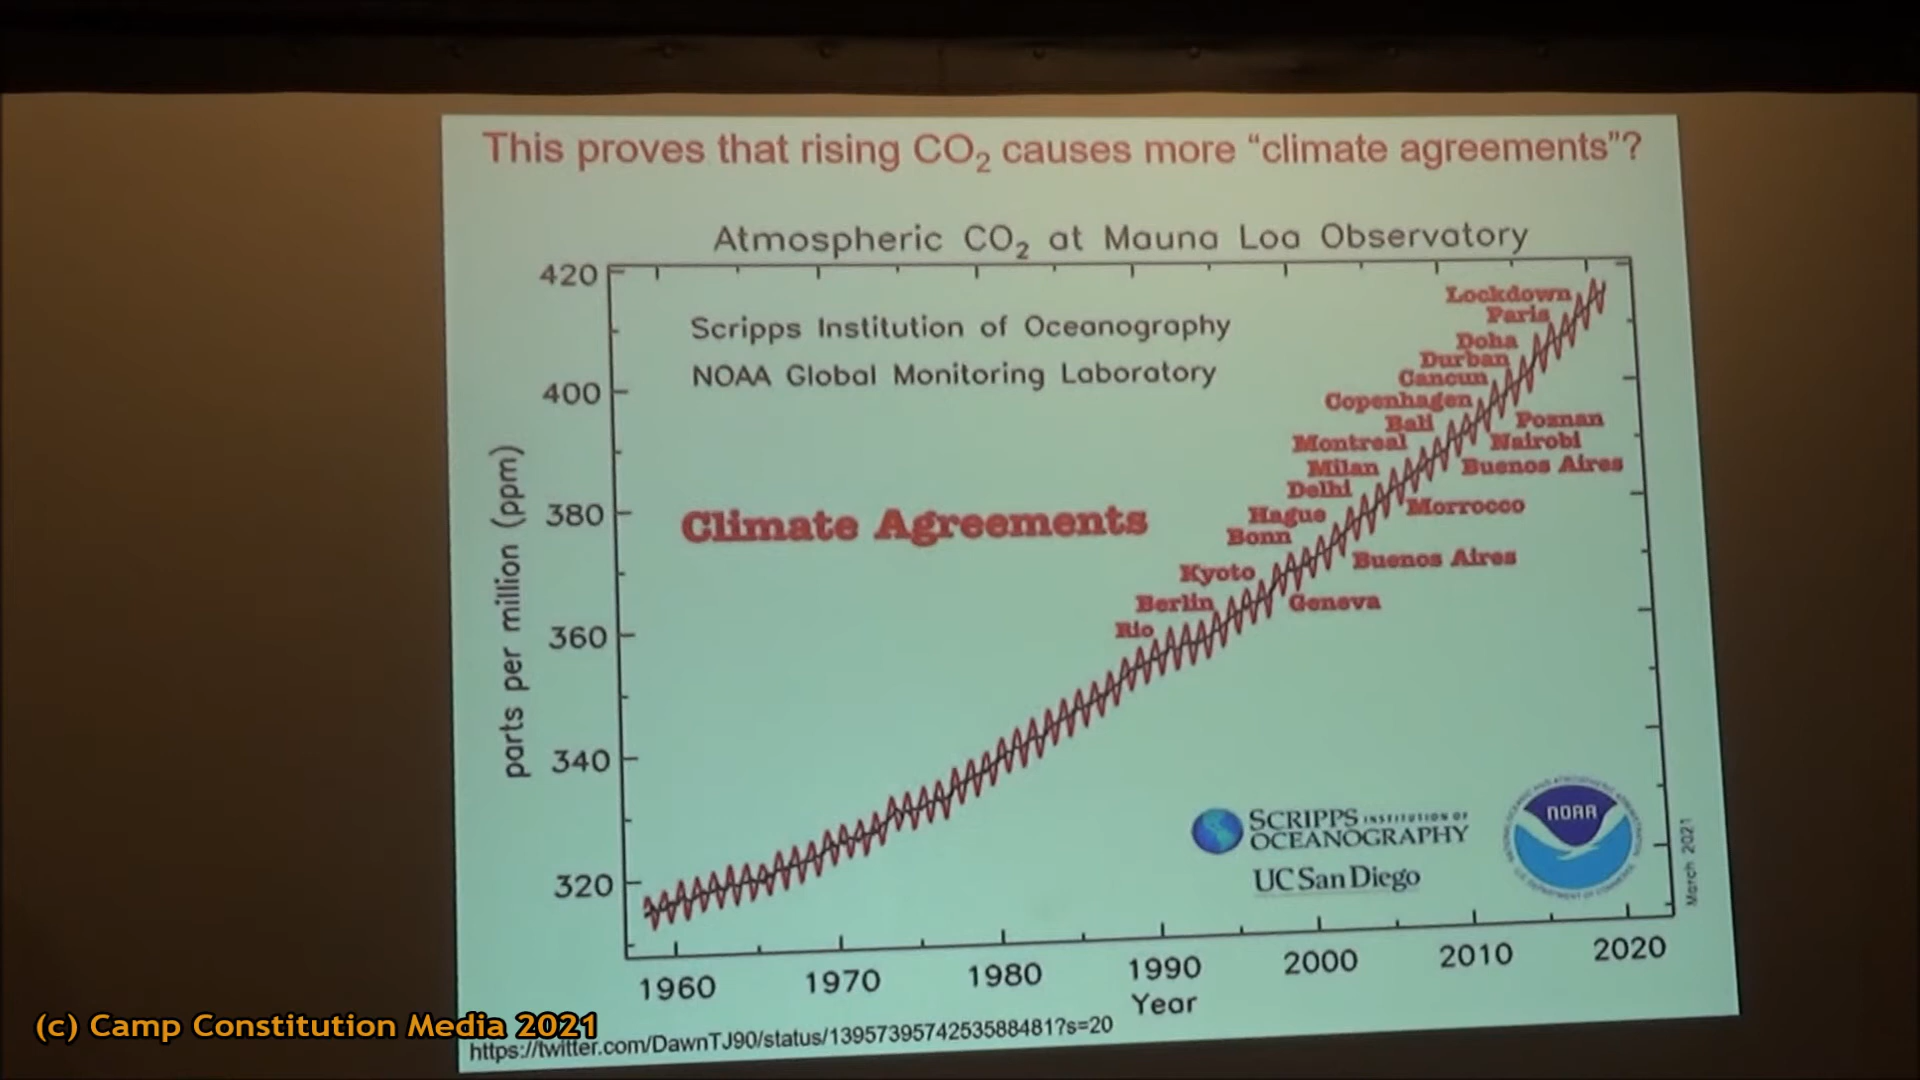 This proves that rising CO₂ causes more “climate agreements”?
Atmospheric CO₂ at Mauna Loa Observatory
Scripps Institution of Oceanography
NOAA Global Monitoring Laboratory
Climate Agreements
parts per million (ppm)
420
400
380
360
340
320
Lockdown
Paris
Doha
Durban
Cancun
Copenhagen
Bali
Poznan
Montreal
Nairobi
Milan
Buenos Aires
Delhi
Morrocco
Hague
Bonn
Buenos Aires
Kyoto
Berlin
Geneva
Rio
SCRIPPS INSTITUTION OF
OCEANOGRAPHY
UC San Diego
NOAA
March 2021
1960 1970 1980 1990 2000 2010 2020
Year
(c) Camp Constitution Media 2021
https://twitter.com/DawnTJ90/status/1395739574253588481?s=20